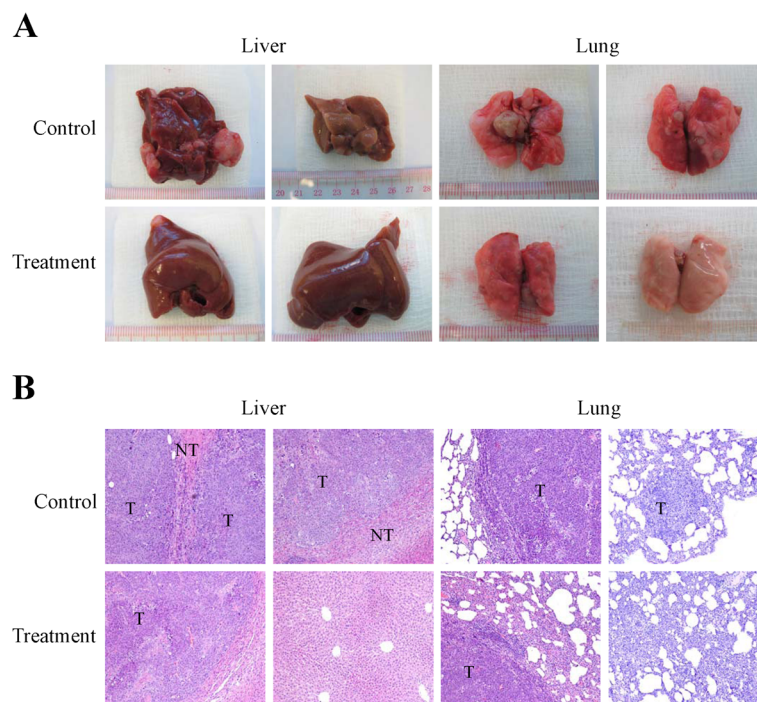 A
Liver Lung
Control
20 21 22 23 24 25 26 27 28
Treatment
B
Liver Lung
Control
NT T T
T NT
T
T
Treatment
T
T